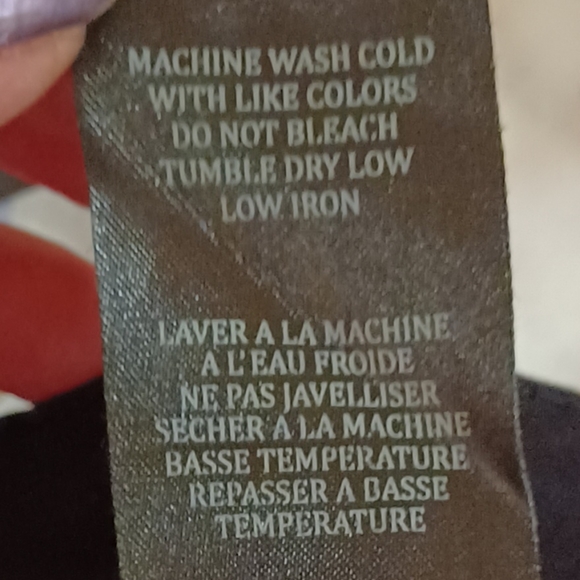 MACHINE WASH COLD
WITH LIKE COLORS
DO NOT BLEACH
TUMBLE DRY LOW
LOW IRON
LAVER A LA MACHINE
A L'EAU FROIDE
NE PAS JAVELLISER
SECHER A LA MACHINE
BASSE TEMPERATURE
REPASSER A BASSE
TEMPERATURE